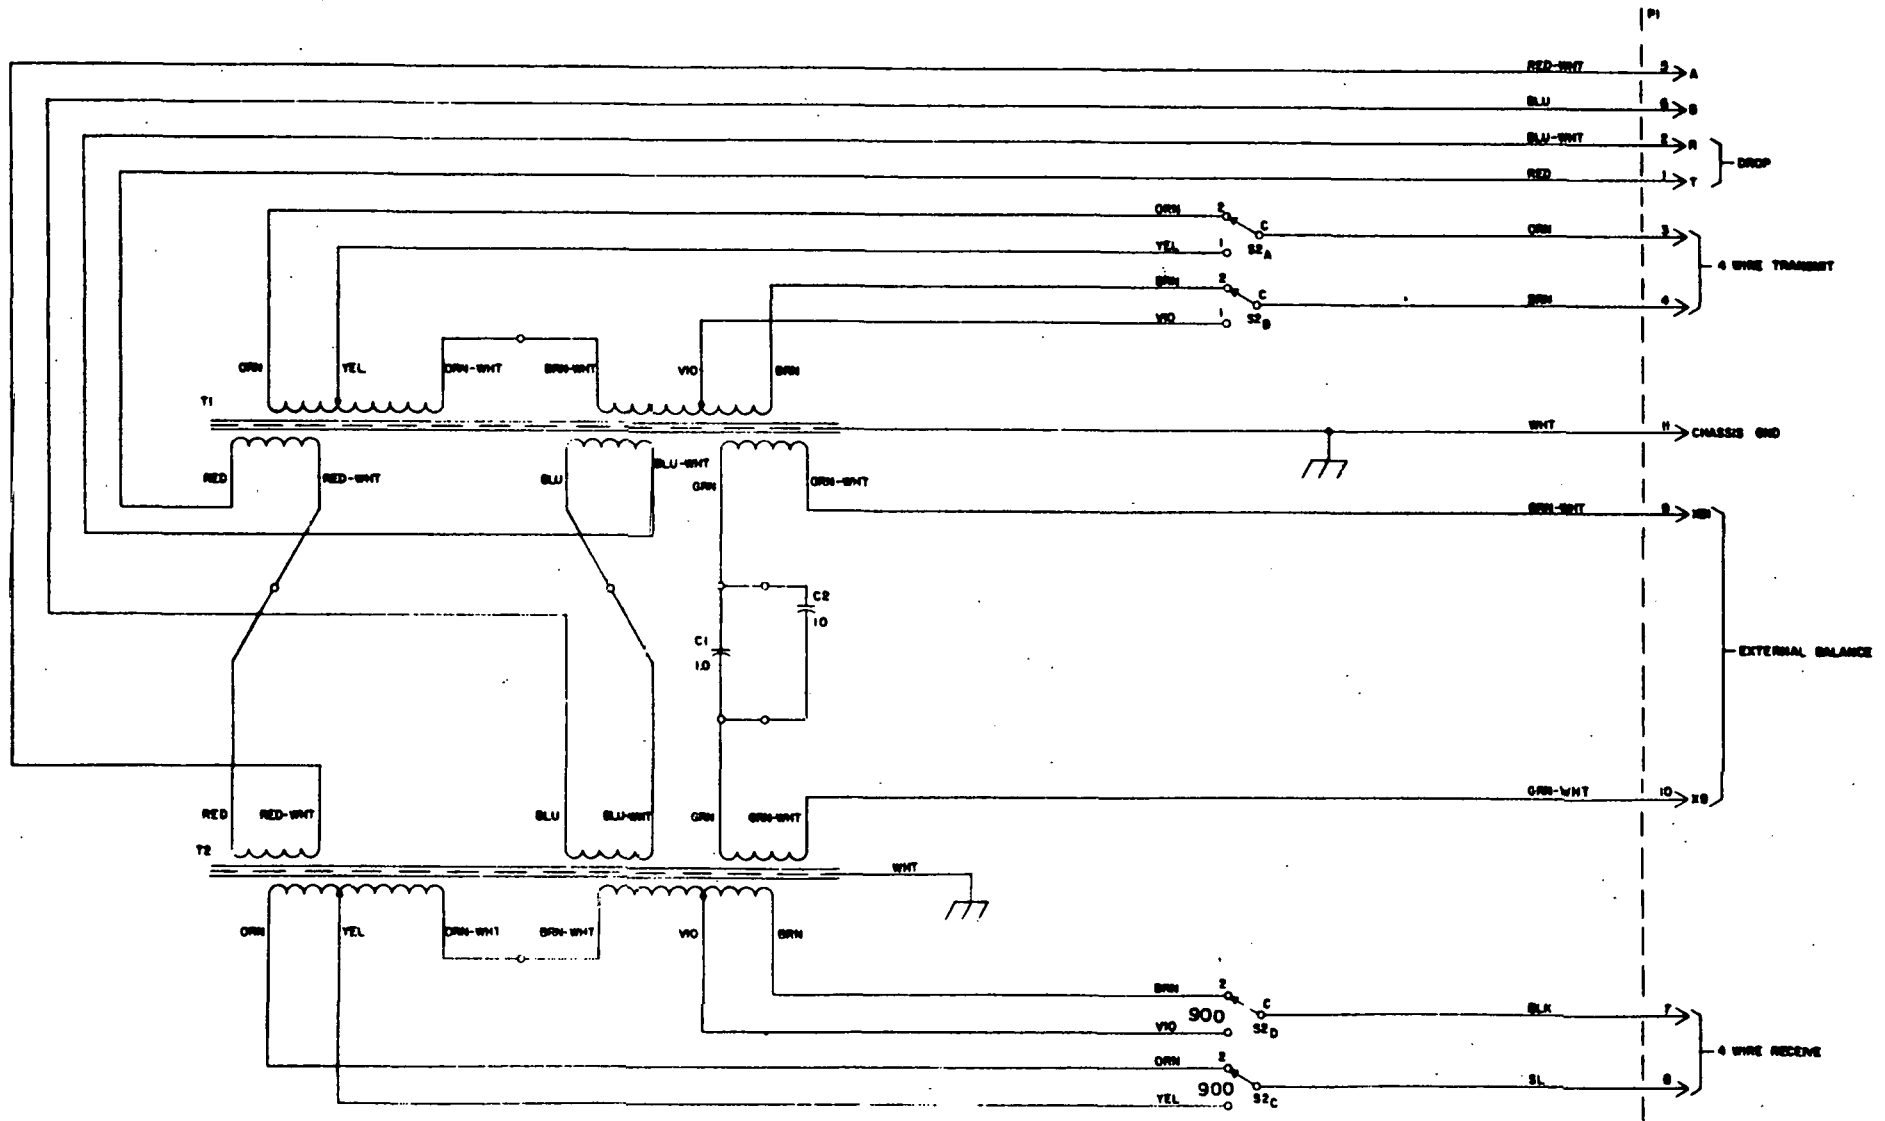 P1
RED-WHT 5 A
BLU 6 B
BLU-WHT 2 R
DROP
RED 1 T
ORN 2 C ORN 3
YEL 1 S2A
4 WIRE TRANSMIT
BRN 2 C BRN 4
VIO 1 S2B
ORN YEL ORN-WHT BRN-WHT VIO BRN
T1
WHT 11 CHASSIS GND
RED RED-WHT BLU BLU-WHT GRN GRN-WHT
GRN-WHT 9
C2
10
C1
1.0
EXTERNAL BALANCE
GRN-WHT 10 XB
RED RED-WHT BLU BLU-WHT GRN GRN-WHT
T2
WHT
ORN YEL ORN-WHT BRN-WHT VIO BRN
BRN 2 C BLK 7
900
VIO S2D
4 WIRE RECEIVE
ORN 2 SL 8
900
YEL S2C